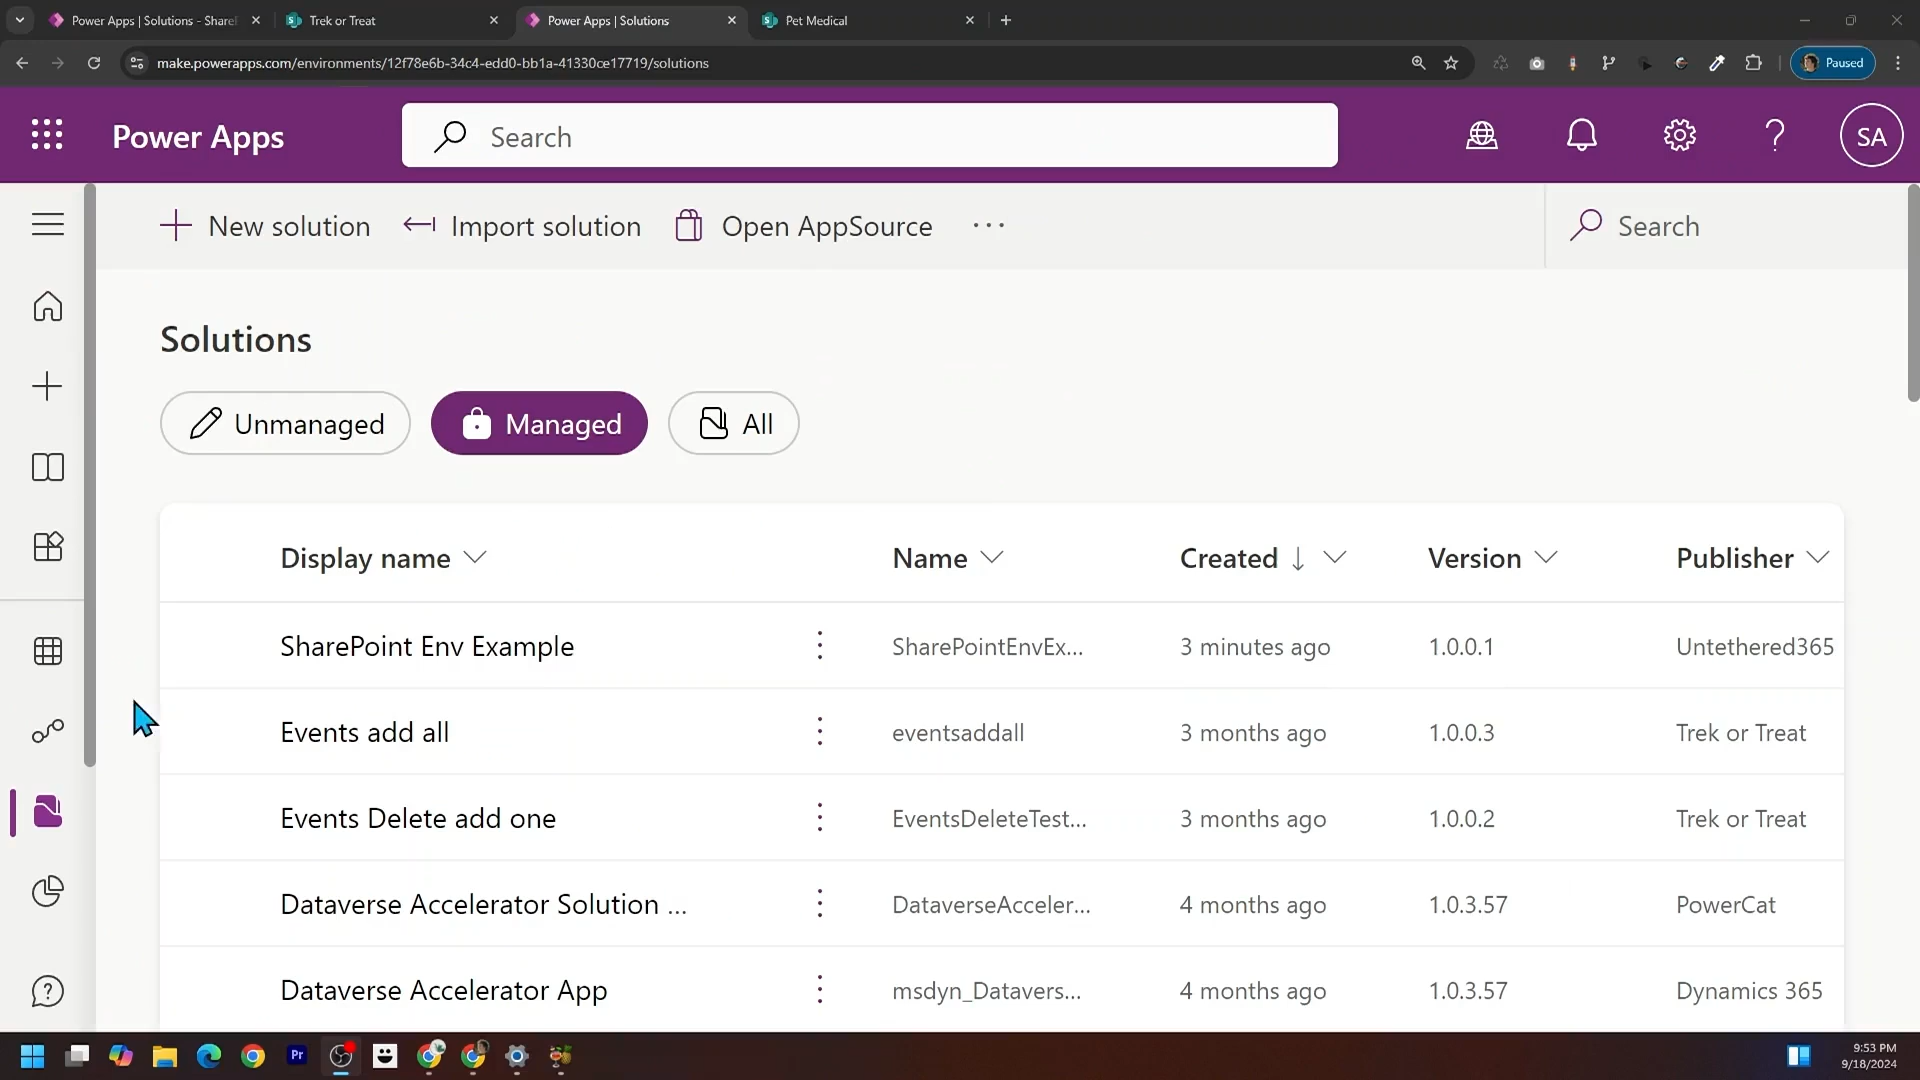 Power Apps | Solutions - Share
Trek or Treat
Power Apps | Solutions
Pet Medical
make.powerapps.com/environments/12f78e6b-34c4-edd0-bb1a-41330ce17719/solutions
Paused
Power Apps
Search
SA
New solution
Import solution
Open AppSource
Search
Solutions
Unmanaged
Managed
All
Display name
Name
Created
Version
Publisher
SharePoint Env Example
SharePointEnvEx...
3 minutes ago
1.0.0.1
Untethered365
Events add all
eventsaddall
3 months ago
1.0.0.3
Trek or Treat
Events Delete add one
EventsDeleteTest...
3 months ago
1.0.0.2
Trek or Treat
Dataverse Accelerator Solution ...
DataverseAcceler...
4 months ago
1.0.3.57
PowerCat
Dataverse Accelerator App
msdyn_Datavers...
4 months ago
1.0.3.57
Dynamics 365
Pr
9:53 PM
9/18/2024